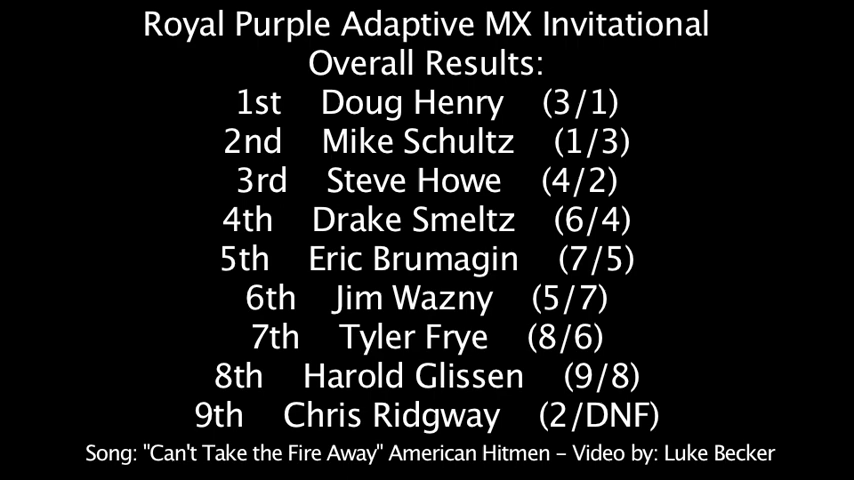 Royal Purple Adaptive MX Invitational
Overall Results:
1st Doug Henry (3/1)
2nd Mike Schultz (1/3)
3rd Steve Howe (4/2)
4th Drake Smeltz (6/4)
5th Eric Brumagin (7/5)
6th Jim Wazny (5/7)
7th Tyler Frye (8/6)
8th Harold Glissen (9/8)
9th Chris Ridgway (2/DNF)
Song: "Can't Take the Fire Away" American Hitmen – Video by: Luke Becker